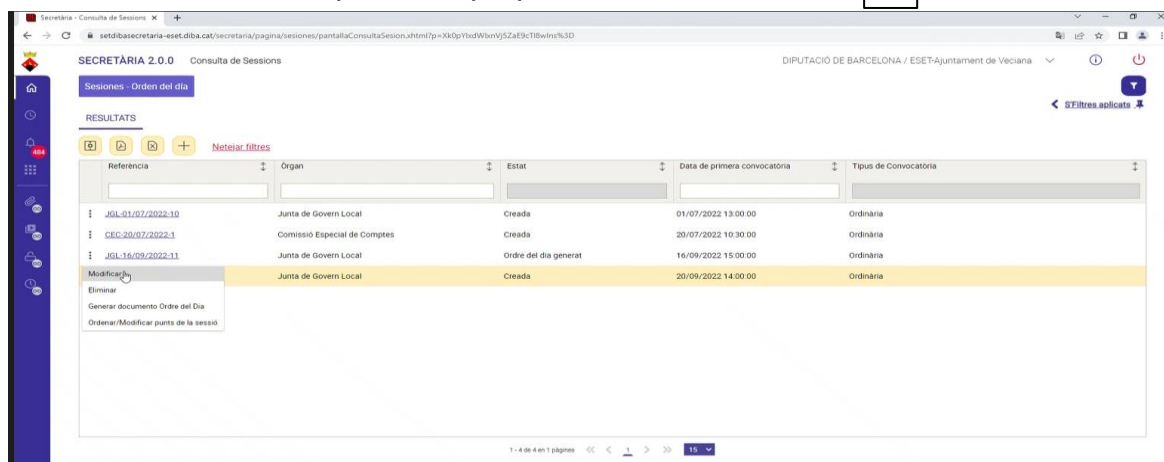 Secretària - Consulta de Sessions
setdibasecretaria-eset.diba.cat/secretaria/pagina/sesiones/pantallaConsultaSesion.xhtml?p=Xk0pYlxdWlxnVj5ZaE9cTl8wInx%3D
SECRETÀRIA 2.0.0 Consulta de Sessions DIPUTACIÓ DE BARCELONA / ESET-Ajuntament de Veciana
Sesiones - Orden del día
S'Filtres aplicats
RESULTATS
484
Netejar filtres
Referència Òrgan Estat Data de primera convocatòria Tipus de Convocatòria
JGL-01/07/2022-10 Junta de Govern Local Creada 01/07/2022 13:00:00 Ordinària
CEC-20/07/2022-1 Comissió Especial de Comptes Creada 20/07/2022 10:30:00 Ordinària
JGL-16/09/2022-11 Junta de Govern Local Ordre del dia generat 16/09/2022 15:00:00 Ordinària
Modificar Junta de Govern Local Creada 20/09/2022 14:00:00 Ordinària
Eliminar
Generar documento Ordre del Dia
Ordenar/Modificar punts de la sessió
1 - 4 de 4 en 1 pàgines 1 15